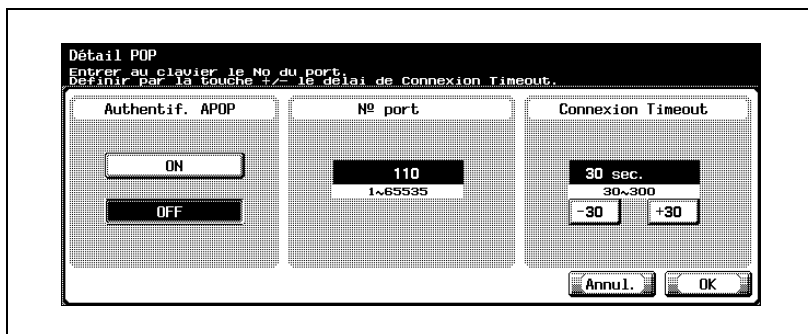 Détail POP
Entrer au clavier le No du port.
Définir par la touche +/- le délai de Connexion Timeout.
Authentif. APOP
Nº port
Connexion Timeout
ON
OFF
110
1~65535
30 sec.
30~300
-30
+30
Annul.
OK